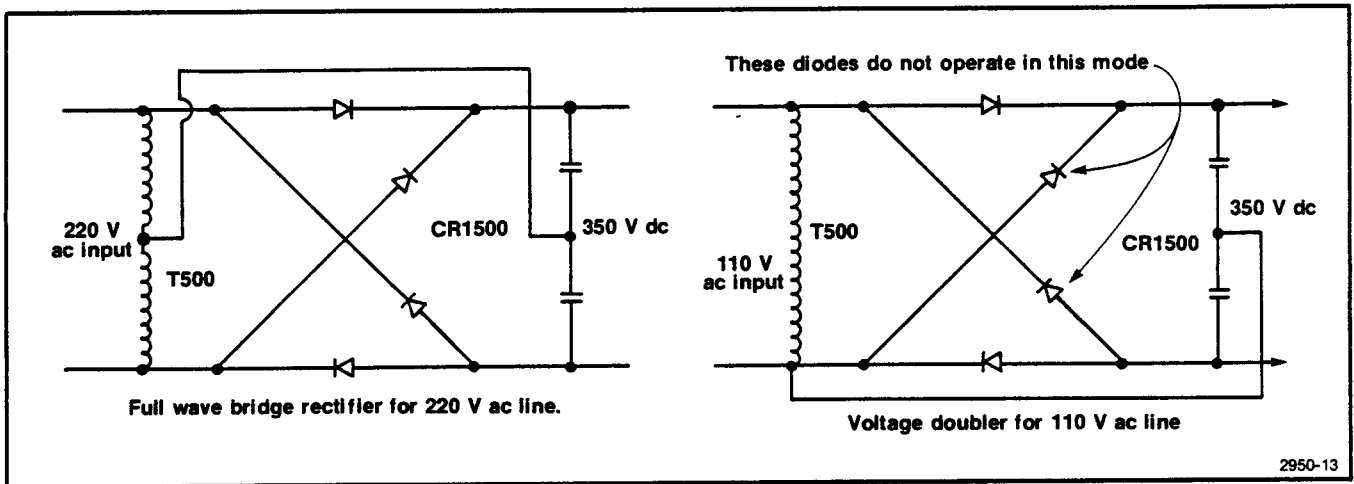 These diodes do not operate in this mode
220 V
ac input
T500
CR1500
350 V dc
Full wave bridge rectifier for 220 V ac line.
110 V
ac input
T500
CR1500
350 V dc
Voltage doubler for 110 V ac line
2950-13